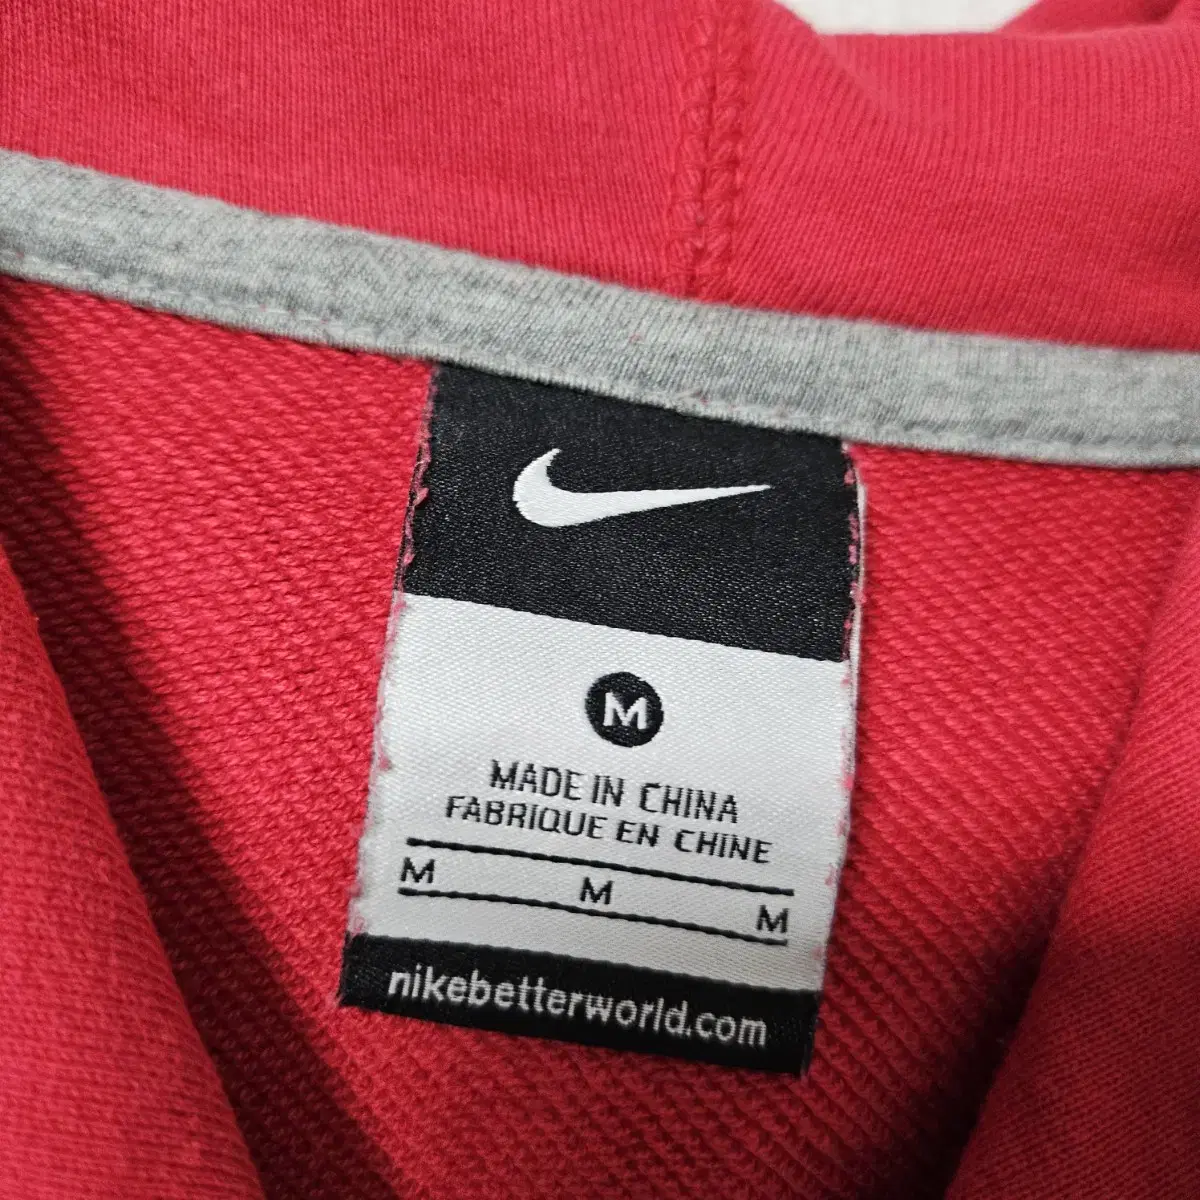 M
MADE IN CHINA
FABRIQUE EN CHINE
M M M
nikebetterworld.com